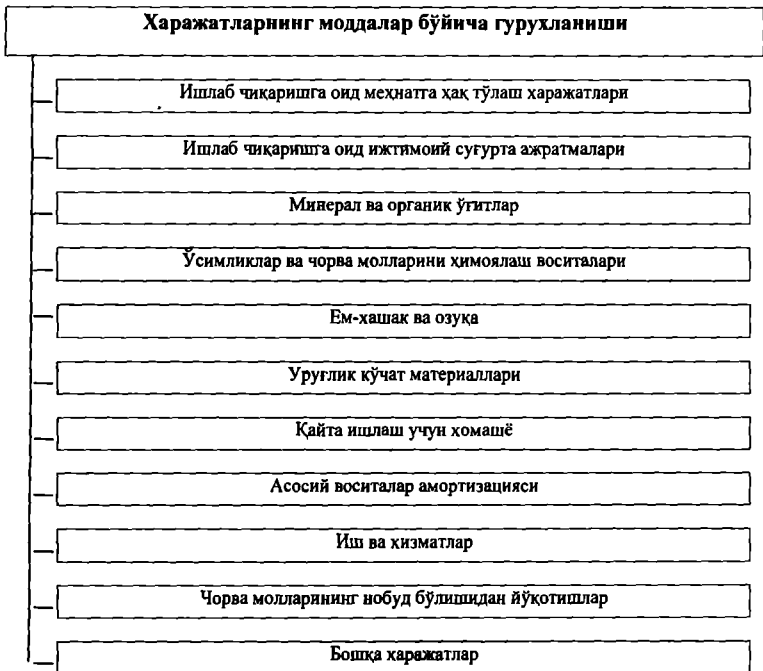 Харажатларнинг моддалар бўйича гурухланиши
Ишлаб чиқаришга оид меҳнатга ҳақ тўлаш харажатлари
Ишлаб чиқаришга оид ижтимоий суғурта ажратмалари
Минерал ва органик ўғитлар
Ўсимликлар ва чорва молларини ҳимоялаш воситалари
Ем-хашак ва озуқа
Уруғлик кўчат материаллари
Қайта ишлаш учун хомашё
Асосий воситалар амортизацияси
Иш ва хизматлар
Чорва молларининг нобуд бўлишидан йўқотишлар
Бошқа харажатлар